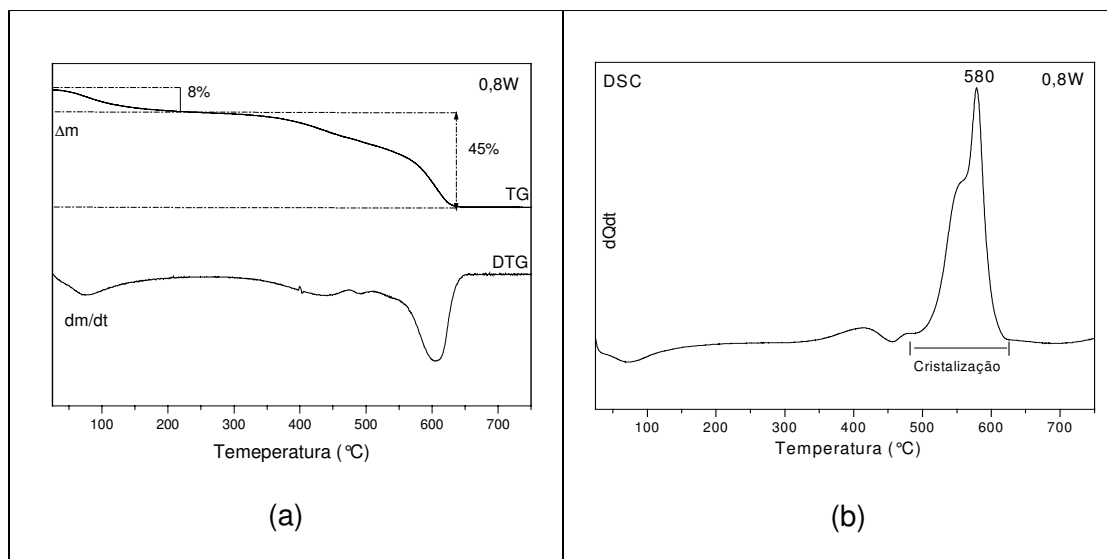 0,8W
8%
Δm
45%
TG
DTG
dm/dt
100 200 300 400 500 600 700
Temeperatura (°C)
(a)
DSC
580
0,8W
dQdt
Cristalização
100 200 300 400 500 600 700
Temperatura (°C)
(b)